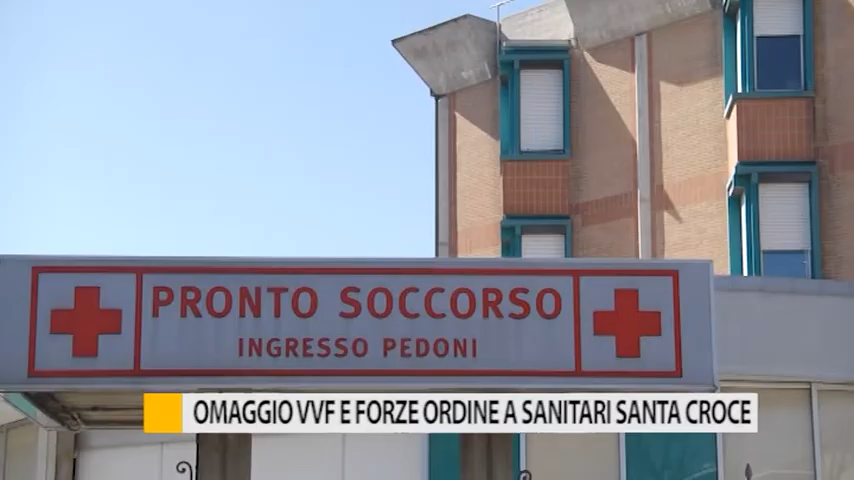 PRONTO SOCCORSO
INGRESSO PEDONI
OMAGGIO VVF E FORZE ORDINE A SANITARI SANTA CROCE